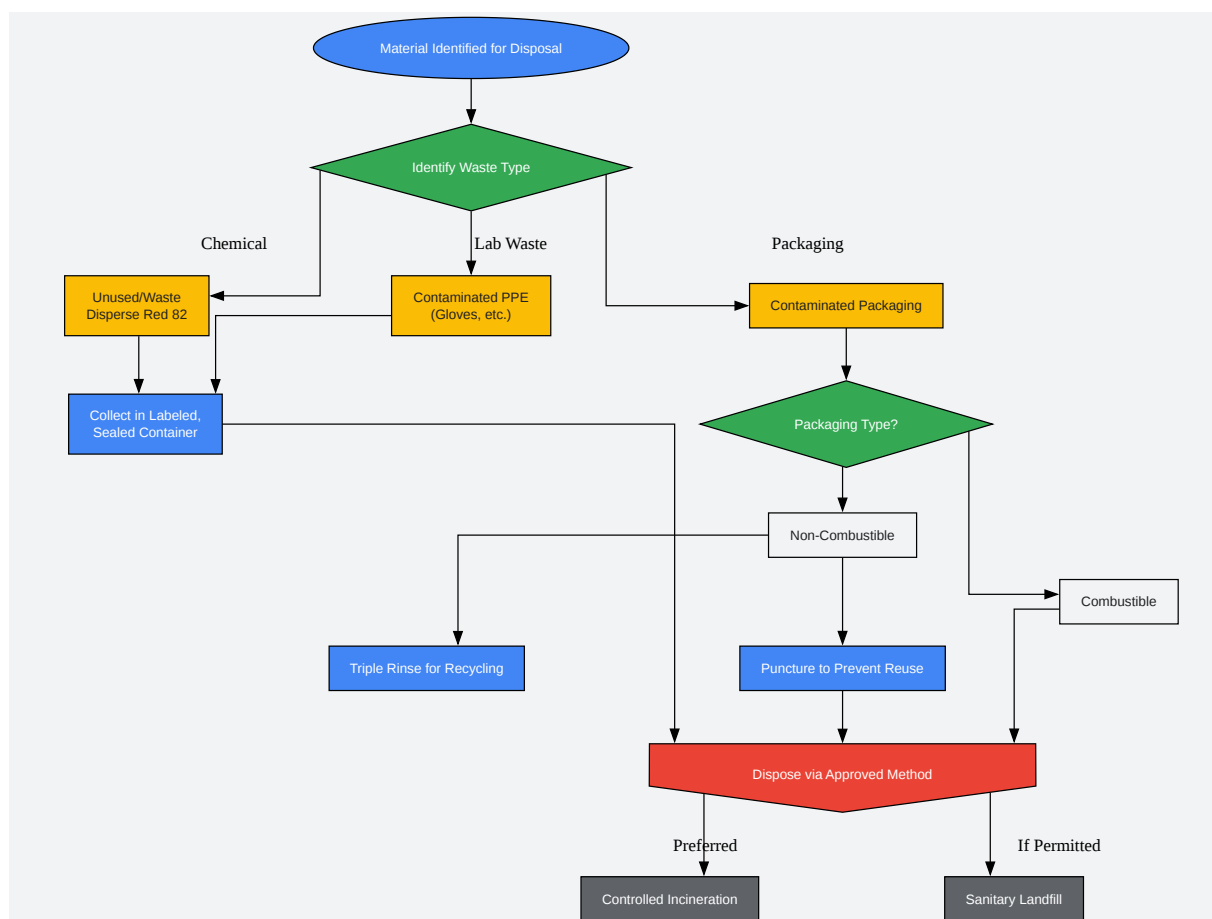 Material Identified for Disposal
Identify Waste Type
Chemical
Lab Waste
Packaging
Unused/Waste
Disperse Red 82
Contaminated PPE
(Gloves, etc.)
Contaminated Packaging
Collect in Labeled,
Sealed Container
Packaging Type?
Non-Combustible
Combustible
Triple Rinse for Recycling
Puncture to Prevent Reuse
Dispose via Approved Method
Preferred
If Permitted
Controlled Incineration
Sanitary Landfill